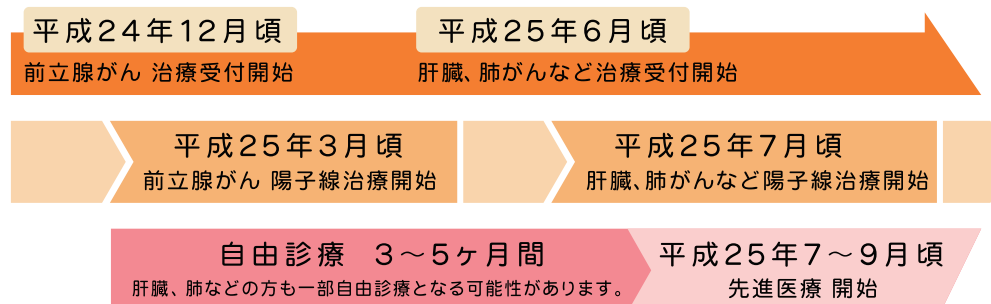 平成24年12月頃
前立腺がん 治療受付開始
平成25年6月頃
肝臓、肺がんなど治療受付開始
平成25年3月頃
前立腺がん 陽子線治療開始
平成25年7月頃
肝臓、肺がんなど陽子線治療開始
自由診療 3〜5ヶ月間
肝臓、肺などの方も一部自由診療となる可能性があります。
平成25年7〜9月頃
先進医療 開始